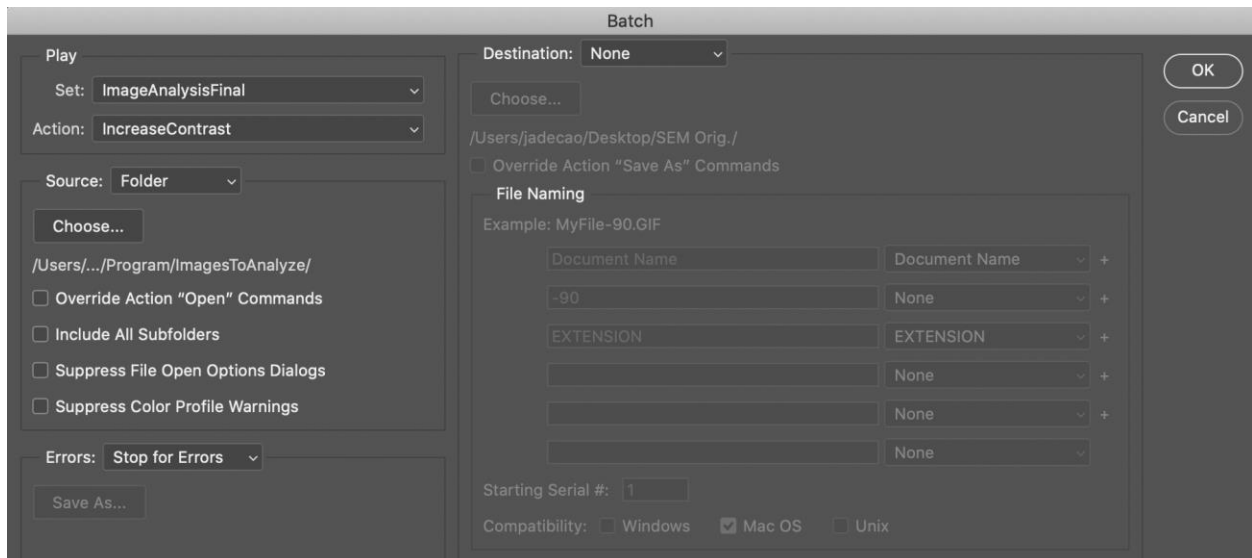 Batch
Play
Set: ImageAnalysisFinal
Action: IncreaseContrast
Source: Folder
Choose...
/Users/.../Program/ImagesToAnalyze/
Override Action “Open” Commands
Include All Subfolders
Suppress File Open Options Dialogs
Suppress Color Profile Warnings
Errors: Stop for Errors
Save As...
Destination: None
Choose...
/Users/jadecao/Desktop/SEM Orig./
Override Action “Save As” Commands
File Naming
Example: MyFile-90.GIF
Document Name Document Name +
-90 None +
EXTENSION EXTENSION +
None +
None +
None
Starting Serial #: 1
Compatibility: Windows Mac OS Unix
OK
Cancel